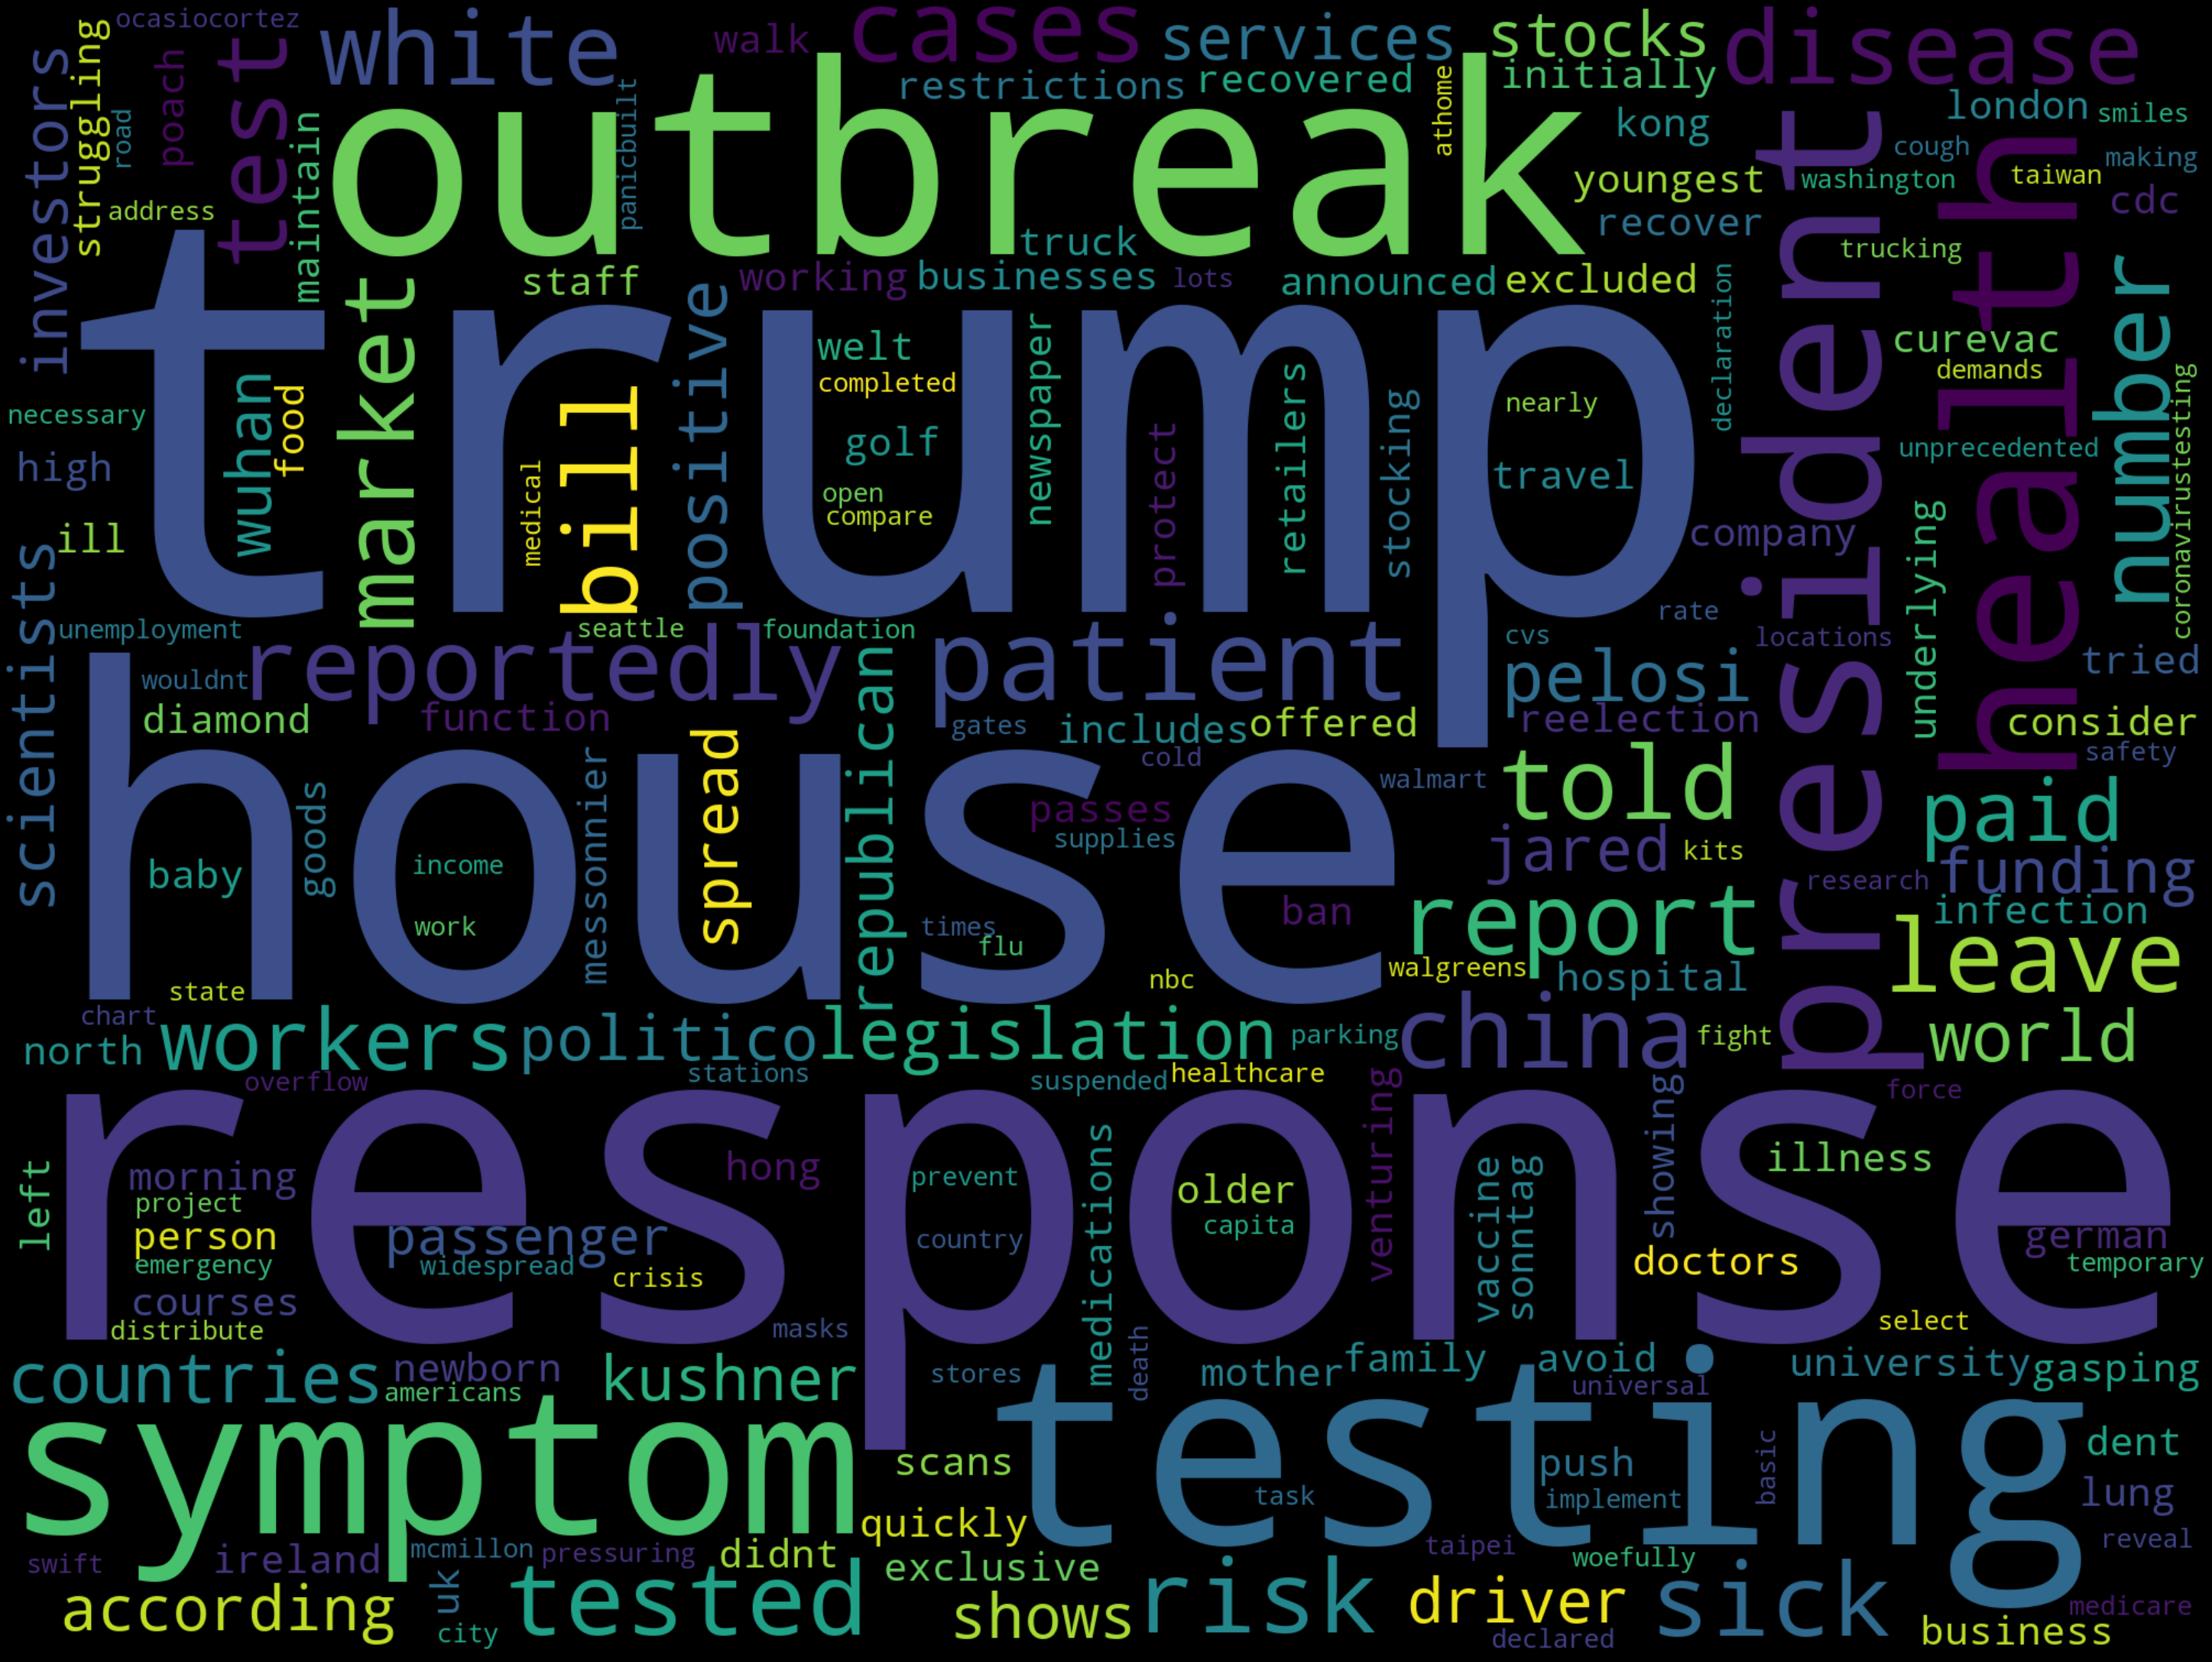 ocasiocortez
white
walk
cases
services
stocks
disease
investors
struggling
road
poach
test
maintain
address
outbreak
panicbuilt
restrictions
recovered
athome
initially
kong
london
smiles
youngest
cough
making
washington
taiwan
cdc
recover
president
health
trucking
number
truck
staff
working
businesses
lots
announced
excluded
declaration
trump
market
positive
welt
completed
newspaper
retailers
stocking
nearly
curevac
demands
coronavirustesting
necessary
wuhan
food
bill
golf
protect
travel
unprecedented
high
medical
open
compare
company
underlying
ill
scientists
unemployment
seattle
foundation
rate
cvs
locations
wouldnt
reportedly
republican
patient
pelosi
tried
diamond
function
spread
gates
includes
offered
reelection
consider
cold
safety
house
goods
messonnier
walmart
told
paid
passes
supplies
jared
kits
baby
income
research
funding
ban
report
infection
work
times
flu
leave
state
nbc
walgreens
hospital
chart
north
workers
politico
legislation
parking
china
fight
world
overflow
stations
suspended
healthcare
force
response
left
morning
hong
prevent
medications
older
venturing
vaccine
sonntag
showing
illness
project
person
passenger
country
capita
german
emergency
widespread
crisis
doctors
temporary
courses
distribute
masks
select
countries
newborn
americans
kushner
stores
death
mother
family
avoid
universal
university
gasping
symptom
testing
scans
push
basic
dent
task
implement
lung
quickly
reveal
swift
ireland
mcmillon
pressuring
didnt
exclusive
taipei
woefully
according
uk
city
tested
shows
risk
driver
declared
sick
medicare
business